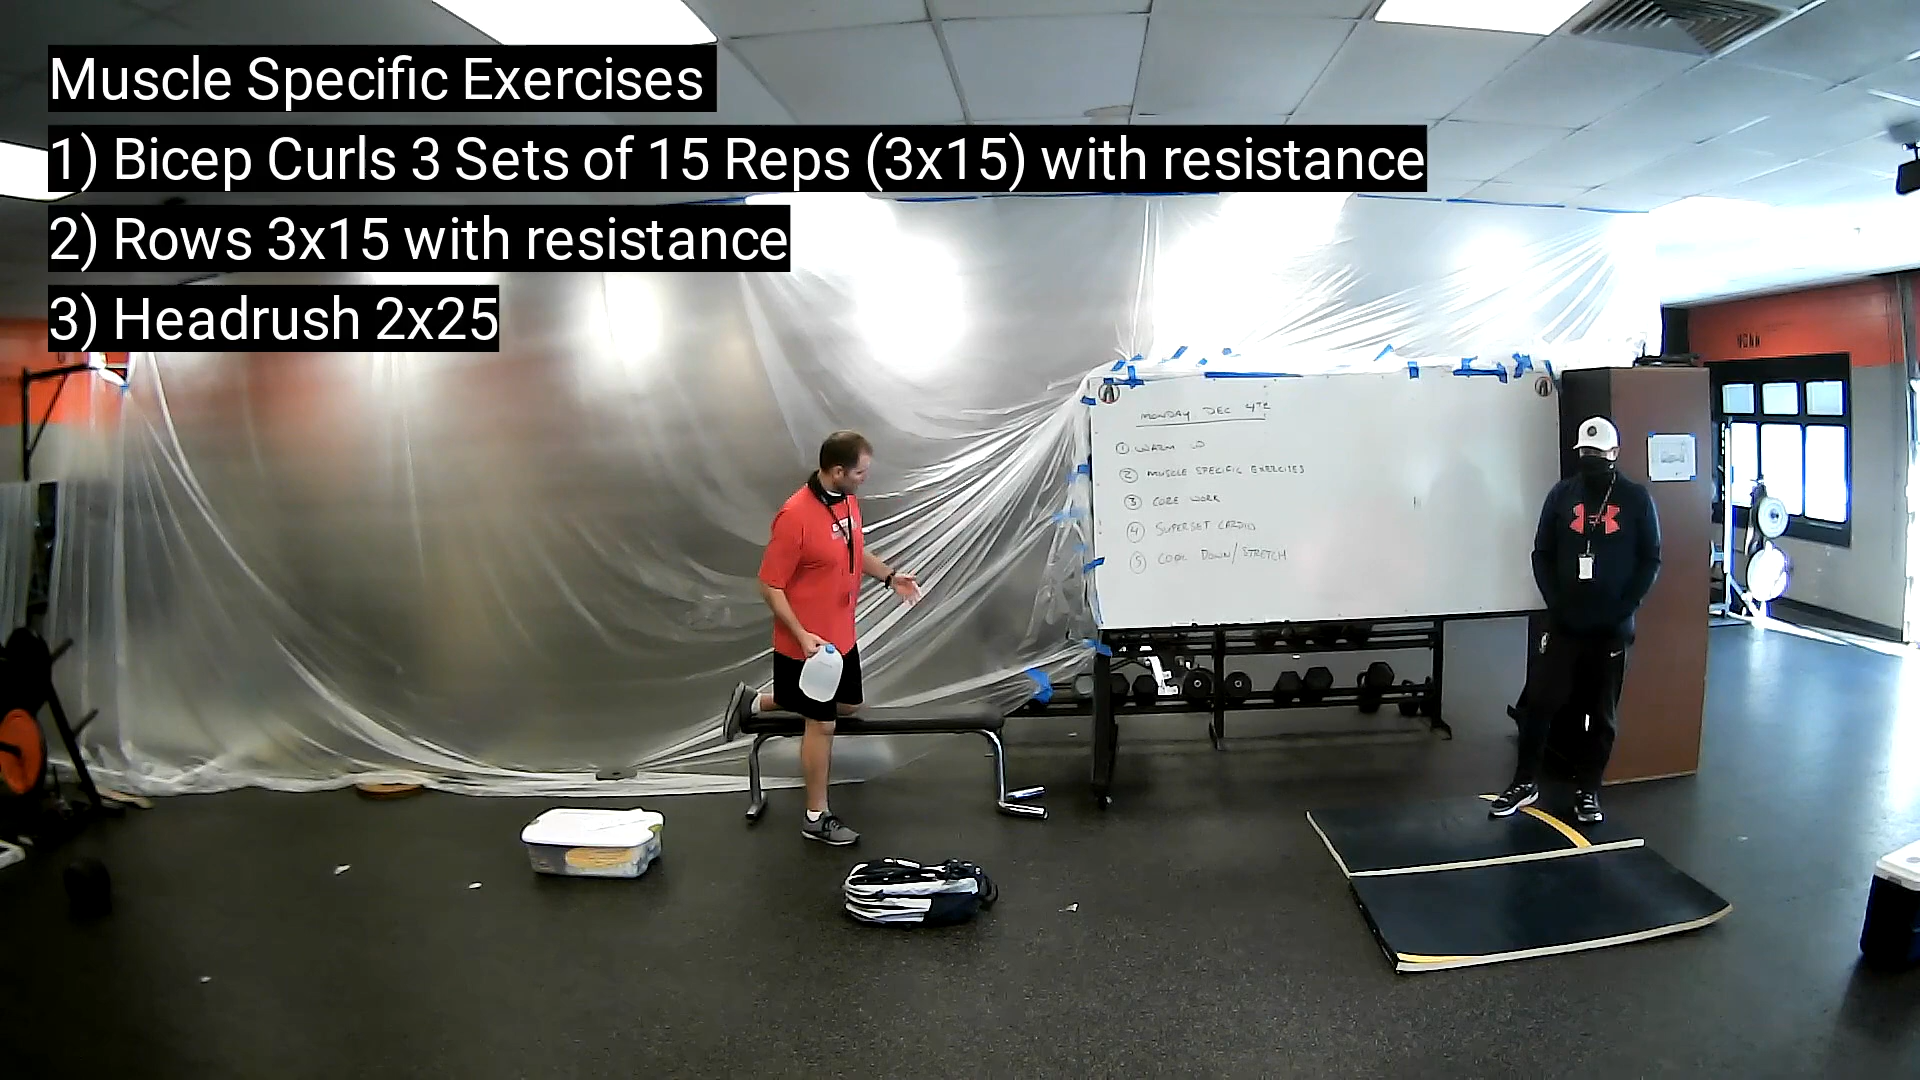 Muscle Specific Exercises
1) Bicep Curls 3 Sets of 15 Reps (3x15) with resistance
2) Rows 3x15 with resistance
3) Headrush 2x25
MONDAY DEC 4TH
1 WARM UP
2 MUSCLE SPECIFIC EXERCISES
3 CORE WORK
4 SUPERSET CARDIO
5 COOL DOWN/STRETCH